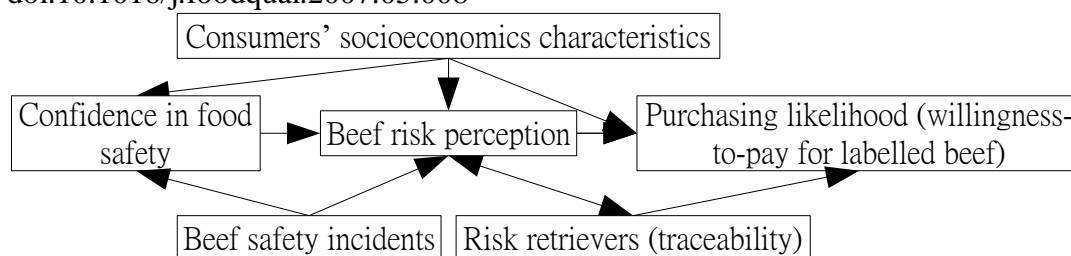 doi:10.1016/j.foodqual.2007.03.008
Consumers’ socioeconomics characteristics
Confidence in food
safety
Beef risk perception
Purchasing likelihood (willingness-
to-pay for labelled beef)
Beef safety incidents
Risk retrievers (traceability)